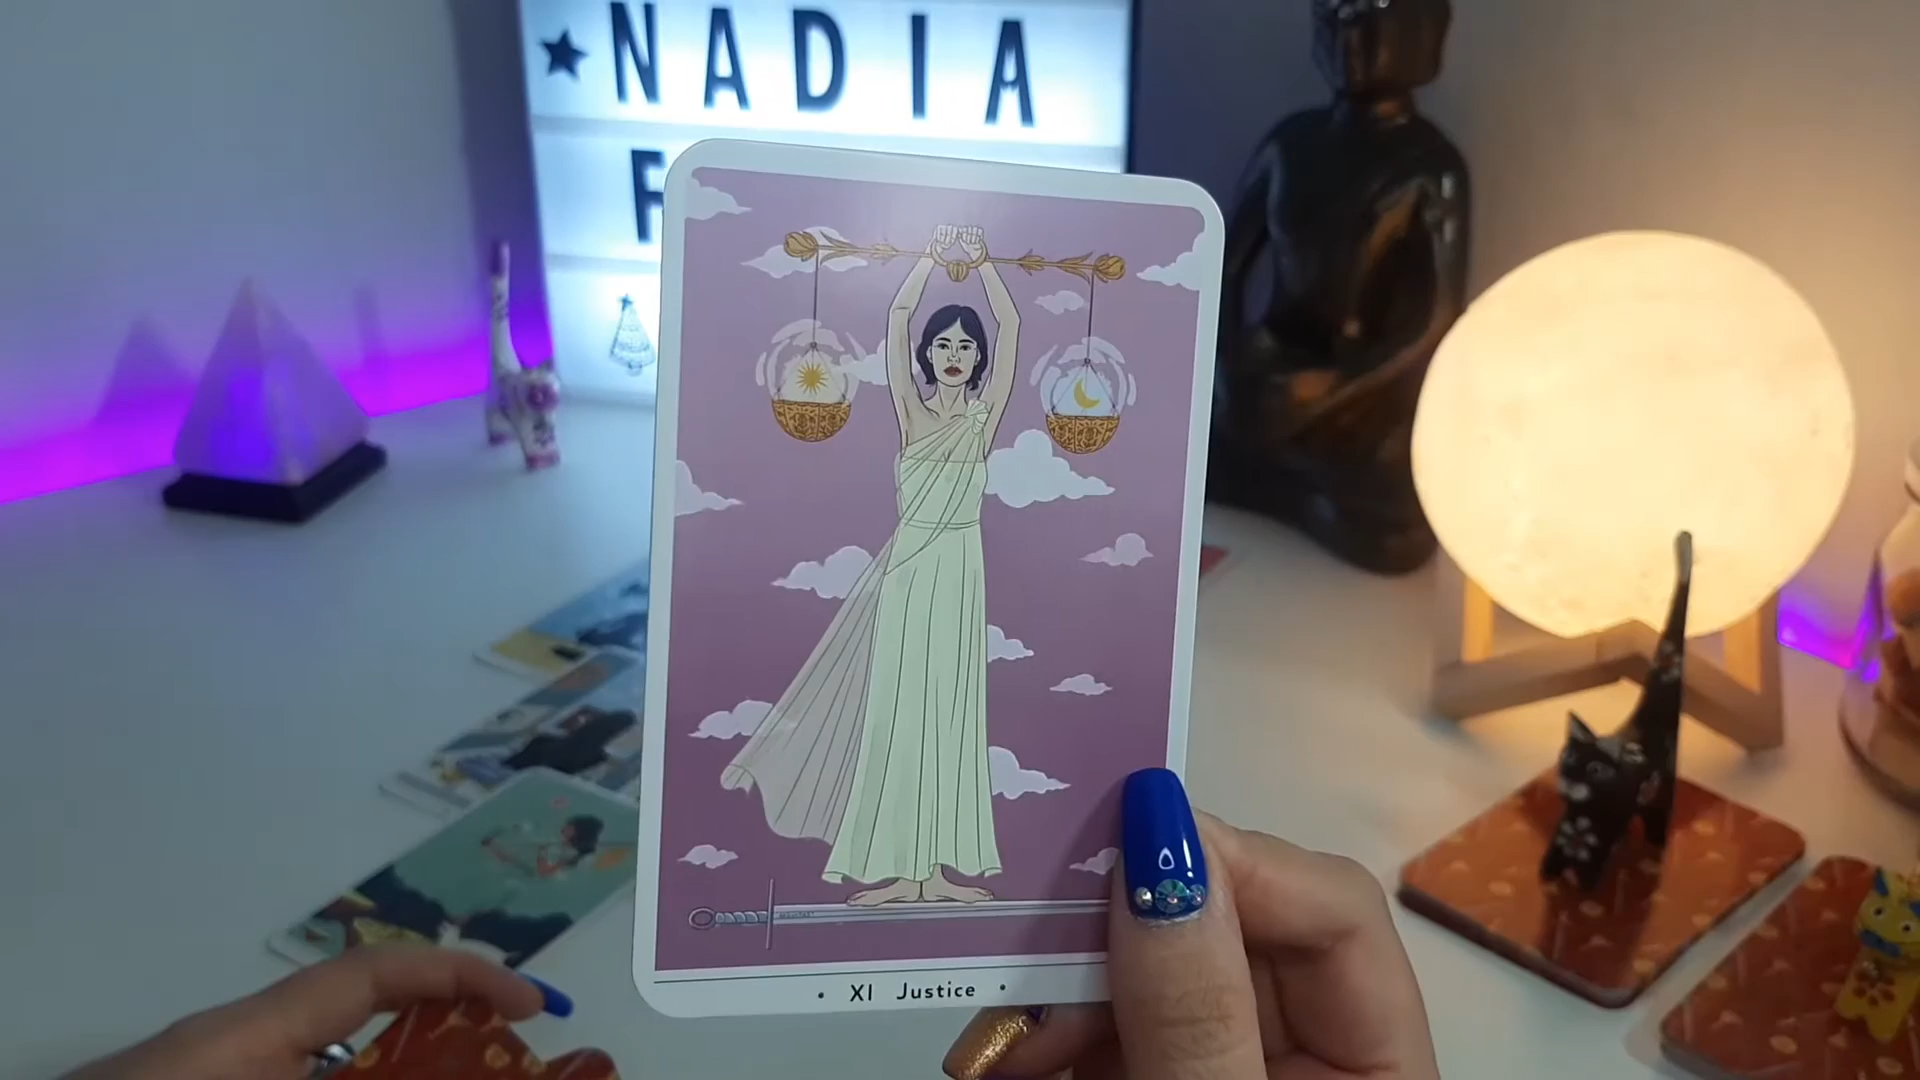 ★ NADIA
F
• XI Justice •